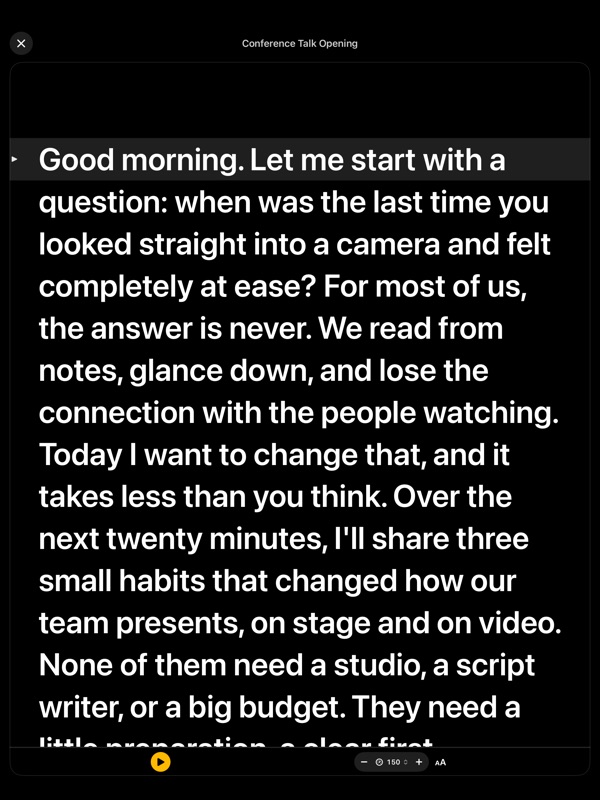 Conference Talk Opening
Good morning. Let me start with a
question: when was the last time you
looked straight into a camera and felt
completely at ease? For most of us,
the answer is never. We read from
notes, glance down, and lose the
connection with the people watching.
Today I want to change that, and it
takes less than you think. Over the
next twenty minutes, I'll share three
small habits that changed how our
team presents, on stage and on video.
None of them need a studio, a script
writer, or a big budget. They need a
little preparation, a clear first
150
AA